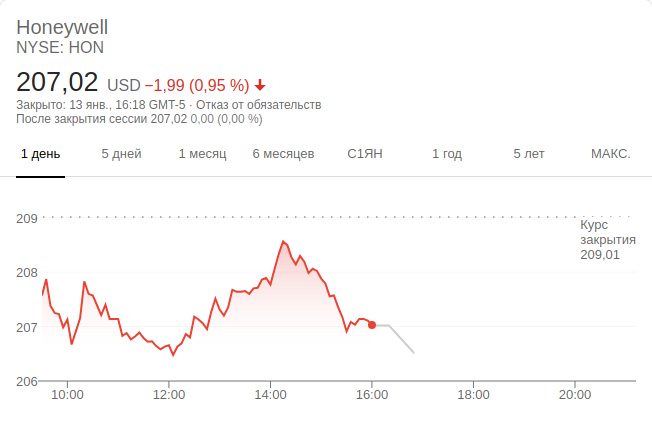 Honeywell
NYSE: HON
207,02 USD −1,99 (0,95 %)
Закрыто: 13 янв., 16:18 GMT-5 · Отказ от обязательств
После закрытия сессии 207,02 0,00 (0,00 %)
1 день 5 дней 1 месяц 6 месяцев С1ЯН 1 год 5 лет МАКС.
209
Курс
закрытия
209,01
208
207
206
10:00 12:00 14:00 16:00 18:00 20:00